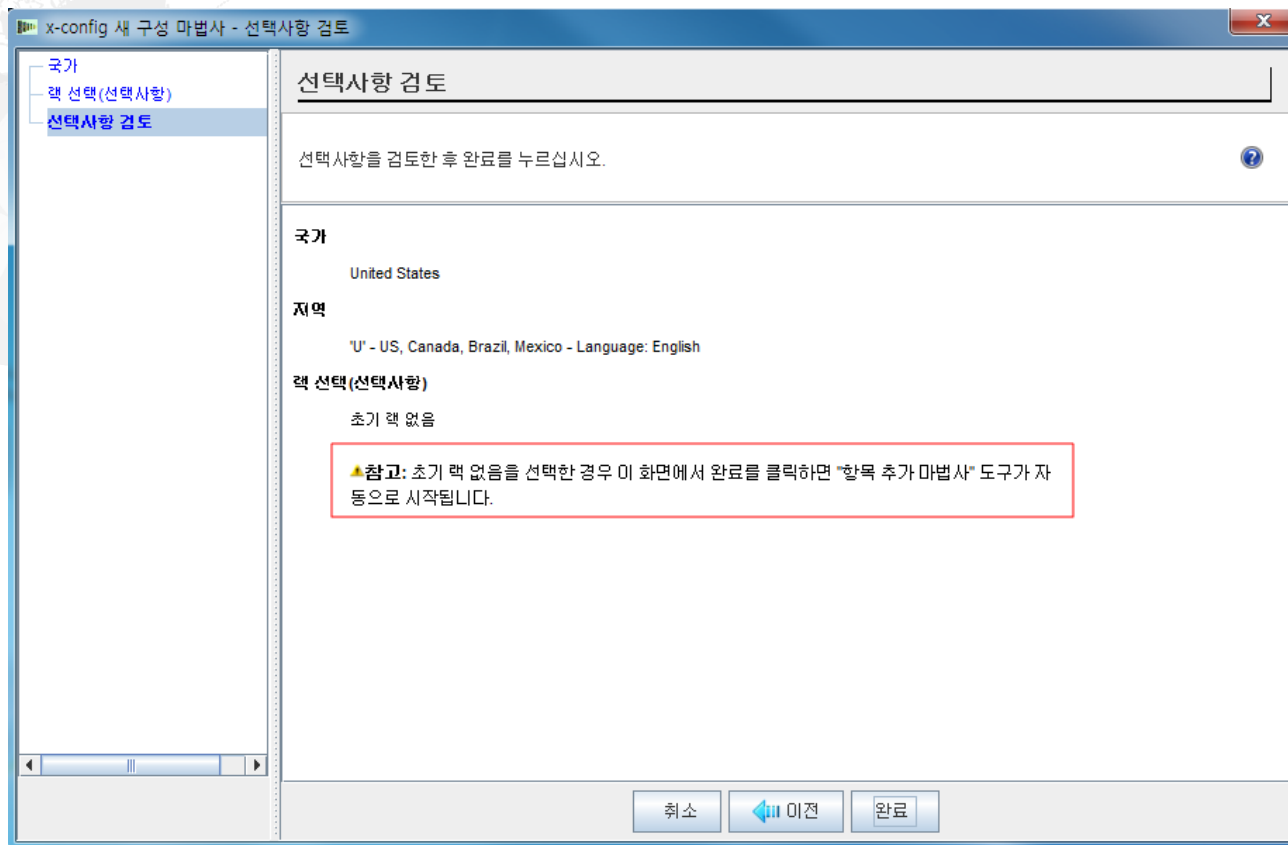 x-config 새 구성 마법사 - 선택사항 검토
국가
랙 선택(선택사항)
선택사항 검토
선택사항 검토
선택사항을 검토한 후 완료를 누르십시오.
국가
United States
지역
'U' - US, Canada, Brazil, Mexico - Language: English
랙 선택(선택사항)
초기 랙 없음
참고: 초기 랙 없음을 선택한 경우 이 화면에서 완료를 클릭하면 "항목 추가 마법사" 도구가 자
동으로 시작됩니다.
취소
이전
완료